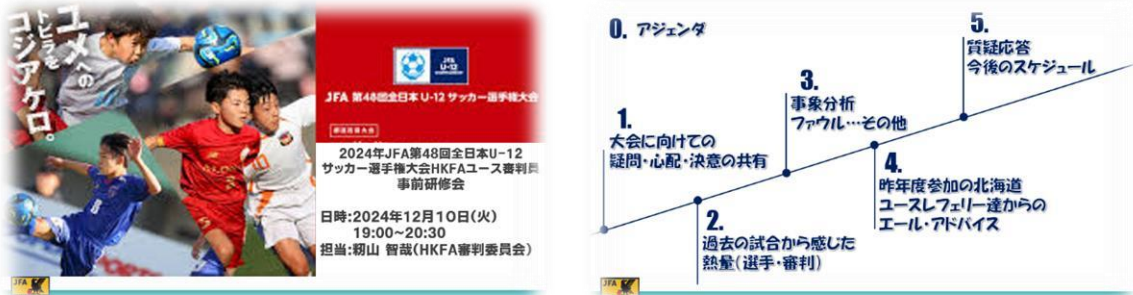 ユメへの
トビラを
コジアケロ。
JFA
U-12
JFA 第48回全日本 U-12 サッカー選手権大会
都道府県大会
2024年JFA第48回全日本U-12
サッカー選手権大会HKFAユース審判員
事前研修会
日時:2024年12月10日(火)
19:00~20:30
担当:籾山 智哉(HKFA審判委員会)
JFA
0. アジェンダ
1.
大会に向けての
疑問・心配・決意の共有
2.
過去の試合から感じた
熱量(選手・審判)
3.
事象分析
ファウル…その他
4.
昨年度参加の北海道
ユースレフェリー達からの
エール・アドバイス
5.
質疑応答
今後のスケジュール
JFA